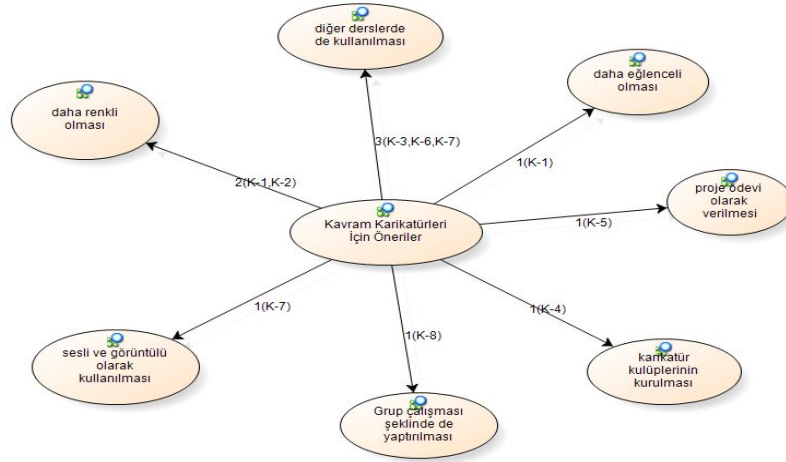 diğer derslerde
de kullanılması
daha eğlenceli
olması
daha renkli
olması
3(K-3,K-6,K-7)
1(K-1)
2(K-1,K-2)
proje ödevi
olarak
verilmesi
Kavram Karikatürleri
İçin Öneriler
1(K-5)
1(K-7)
1(K-8)
1(K-4)
sesli ve görüntülü
olarak
kullanılması
karikatür
kulüplerinin
kurulması
Grup çalışması
şeklinde de
yaptırılması